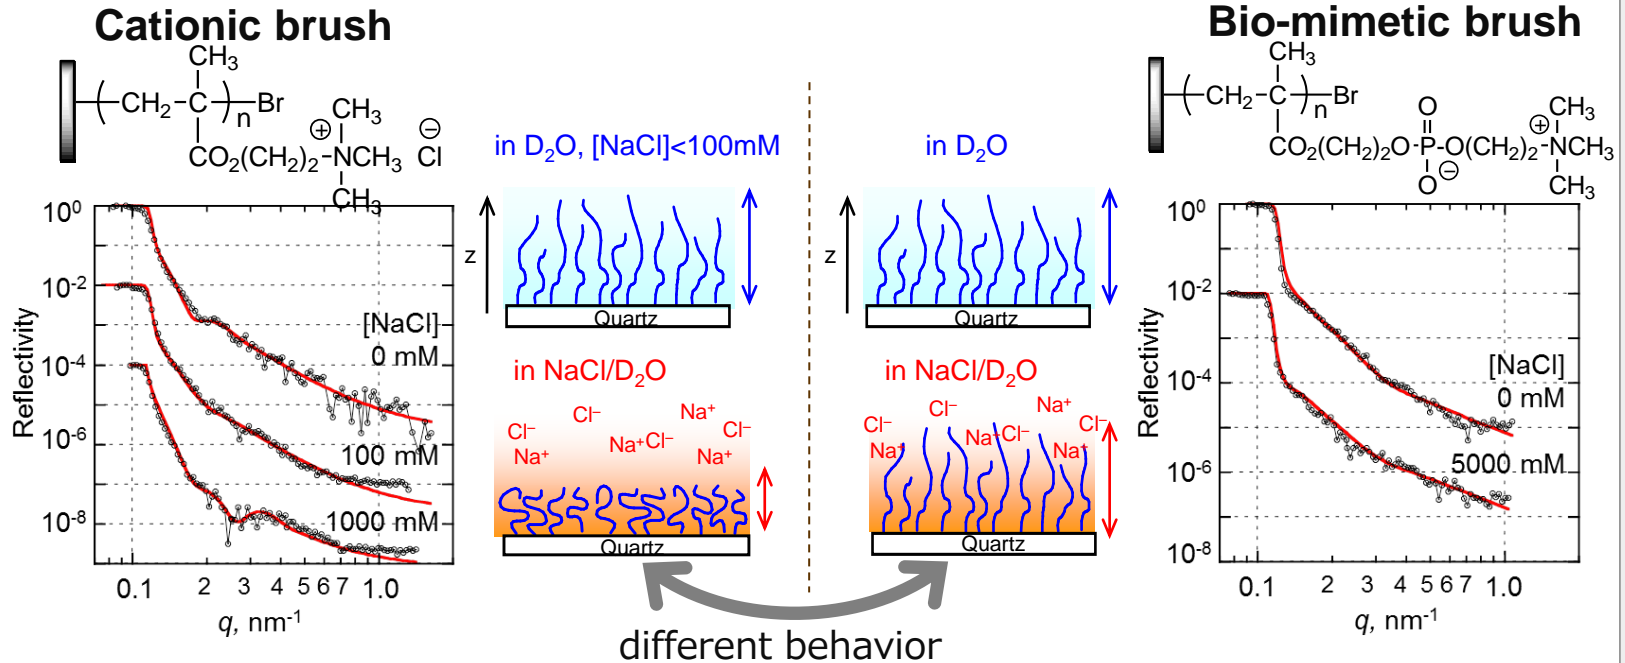 Cationic brush
CH3
CH2
C
n
Br
CO2(CH2)2
+
CH3
NCH3
CH3
−
Cl
Reflectivity
10^0
10^-2
10^-4
10^-6
10^-8
[NaCl]
0 mM
100 mM
1000 mM
0.1
2
3
4
5
6
7
1.0
q, nm^-1
in D2O, [NaCl]<100mM
z
Quartz
in NaCl/D2O
Cl−
Na+
Cl−
Na+
Na+Cl−
Cl−
Na+
Quartz
in D2O
z
Quartz
in NaCl/D2O
Cl−
Na+
Cl−
Cl−
Na+
Na+Cl−
Na+
Quartz
different behavior
Bio-mimetic brush
CH3
CH2
C
n
Br
CO2(CH2)2O
O
P
O
−
O(CH2)2
+
CH3
NCH3
CH3
Reflectivity
10^0
10^-2
10^-4
10^-6
10^-8
[NaCl]
0 mM
5000 mM
0.1
2
3
4
5
6
7
1.0
q, nm^-1